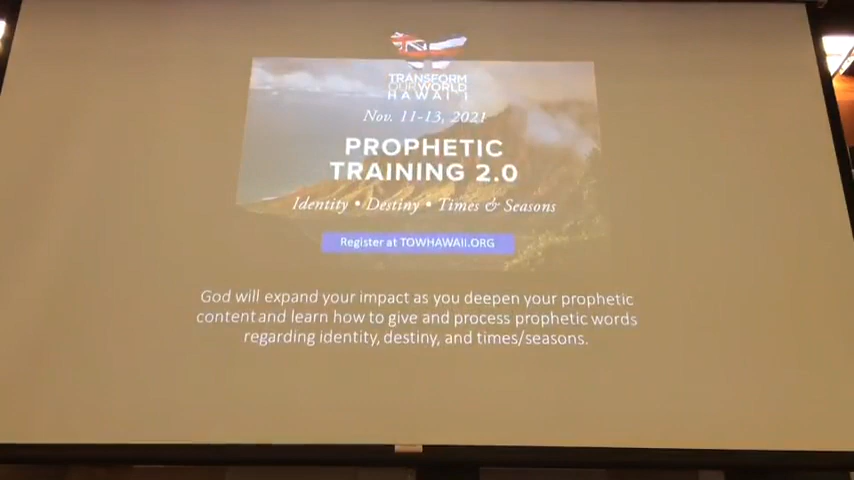 TRANSFORM
OUR WORLD
HAWAI'I
Nov. 11-13, 2021
PROPHETIC
TRAINING 2.0
Identity • Destiny • Times & Seasons
Register at TOWHAWAII.ORG
God will expand your impact as you deepen your prophetic
content and learn how to give and process prophetic words
regarding identity, destiny, and times/seasons.